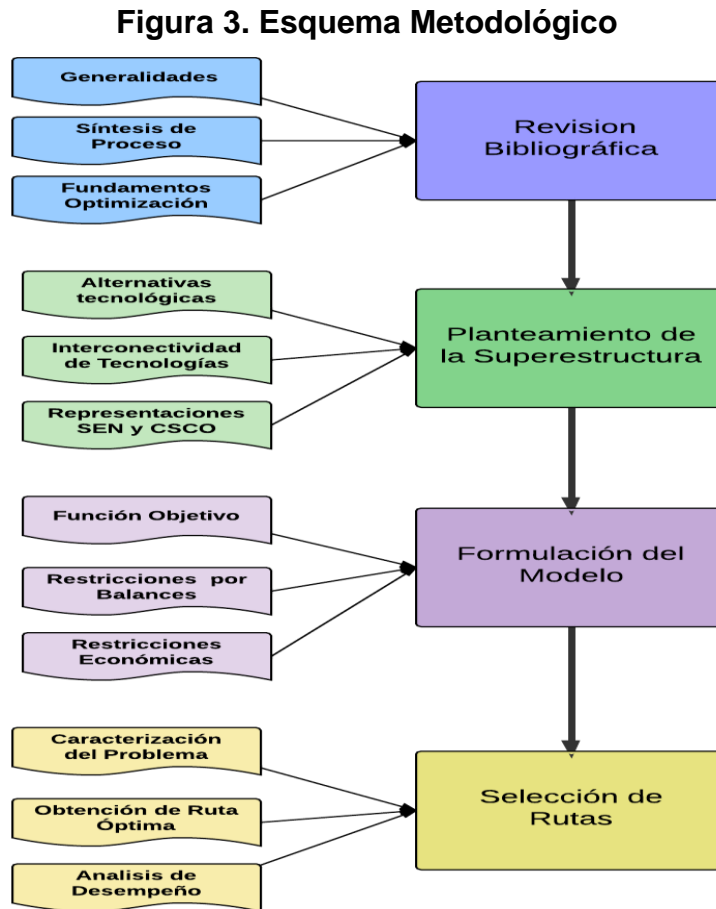 Figura 3. Esquema Metodológico
Generalidades
Síntesis de
Proceso
Fundamentos
Optimización
Revision
Bibliográfica
Alternativas
tecnológicas
Interconectividad
de Tecnologías
Representaciones
SEN y CSCO
Planteamiento de
la Superestructura
Función Objetivo
Restricciones por
Balances
Restricciones
Económicas
Formulación del
Modelo
Caracterización
del Problema
Obtención de Ruta
Óptima
Analisis de
Desempeño
Selección de
Rutas